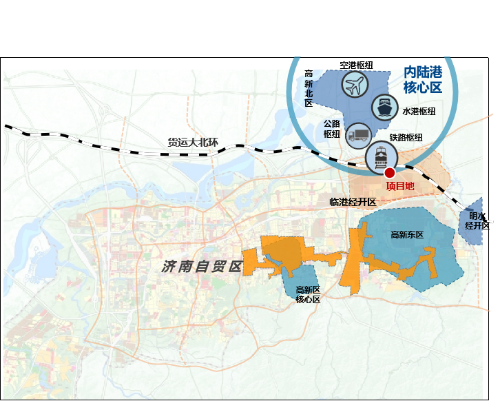 空港枢纽
高
新
北
区
内陆港
核心区
水港枢纽
公路
枢纽
铁路枢纽
货运大北环
项目地
临港经开区
明水
经开区
高新东区
济南自贸区
高新区
核心区